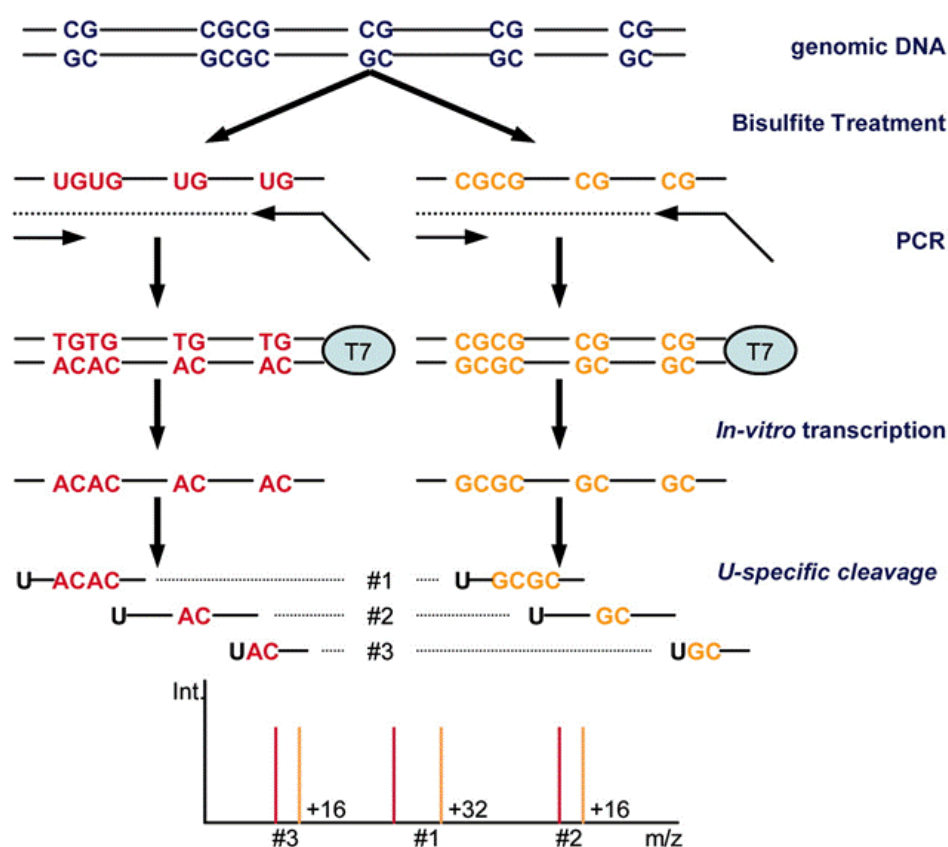 CG CGCG CG CG CG
GC GCGC GC GC GC
genomic DNA
Bisulfite Treatment
UGUG UG UG CGCG CG CG
PCR
TGTG TG TG T7 CGCG CG CG T7
ACAC AC AC GCGC GC GC
In-vitro transcription
ACAC AC AC GCGC GC GC
U-specific cleavage
U ACAC #1 U GCGC
U AC #2 U GC
UAC #3 UGC
Int.
+16 +32 +16
#3 #1 #2 m/z